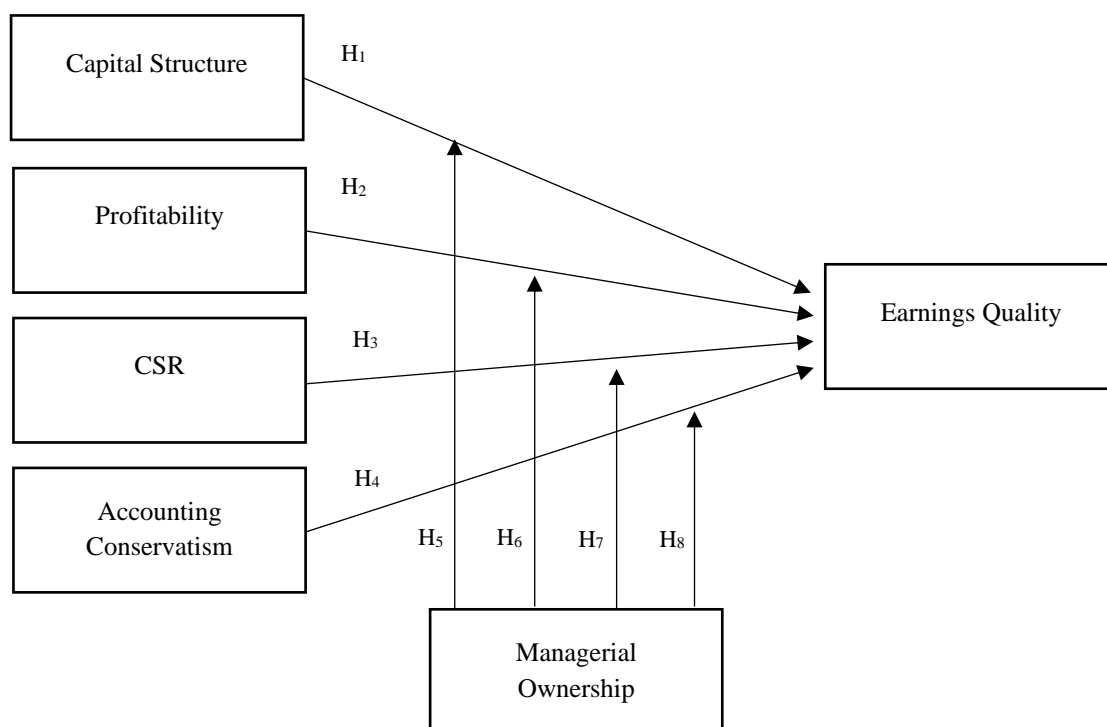 Capital Structure
H1
Profitability
H2
CSR
H3
Accounting
Conservatism
H4
Earnings Quality
H5
H6
H7
H8
Managerial
Ownership